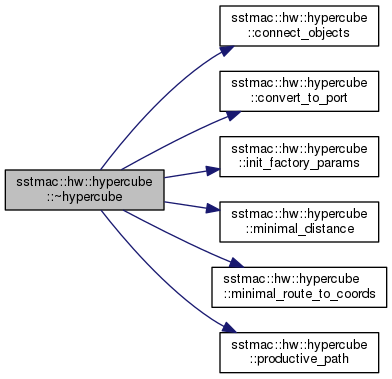 sstmac::hw::hypercube
::connect_objects
sstmac::hw::hypercube
::convert_to_port
sstmac::hw::hypercube
::init_factory_params
sstmac::hw::hypercube
::~hypercube
sstmac::hw::hypercube
::minimal_distance
sstmac::hw::hypercube
::minimal_route_to_coords
sstmac::hw::hypercube
::productive_path